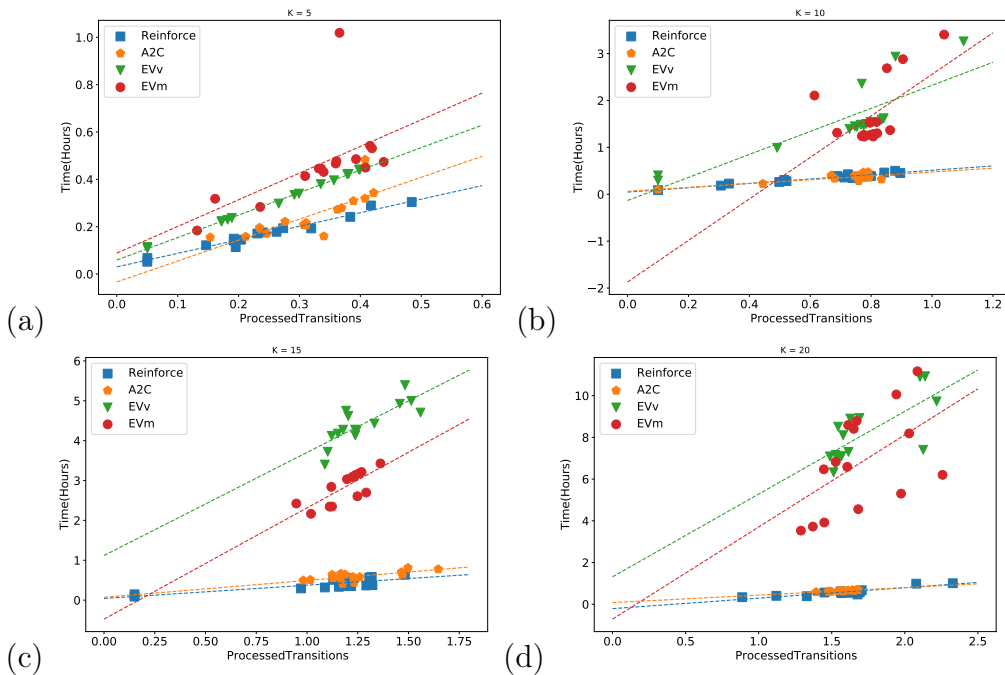 K = 5
Reinforce
A2C
EVv
EVm
1.0
0.8
0.6
0.4
0.2
0.0
0.0 0.1 0.2 0.3 0.4 0.5 0.6
Time(Hours)
ProcessedTransitions
(a)
K = 10
Reinforce
A2C
EVv
EVm
3
2
1
0
−1
−2
0.0 0.2 0.4 0.6 0.8 1.0 1.2
Time(Hours)
ProcessedTransitions
(b)
K = 15
Reinforce
A2C
EVv
EVm
6
5
4
3
2
1
0
0.00 0.25 0.50 0.75 1.00 1.25 1.50 1.75
Time(Hours)
ProcessedTransitions
(c)
K = 20
Reinforce
A2C
EVv
EVm
10
8
6
4
2
0
0.0 0.5 1.0 1.5 2.0 2.5
Time(Hours)
ProcessedTransitions
(d)